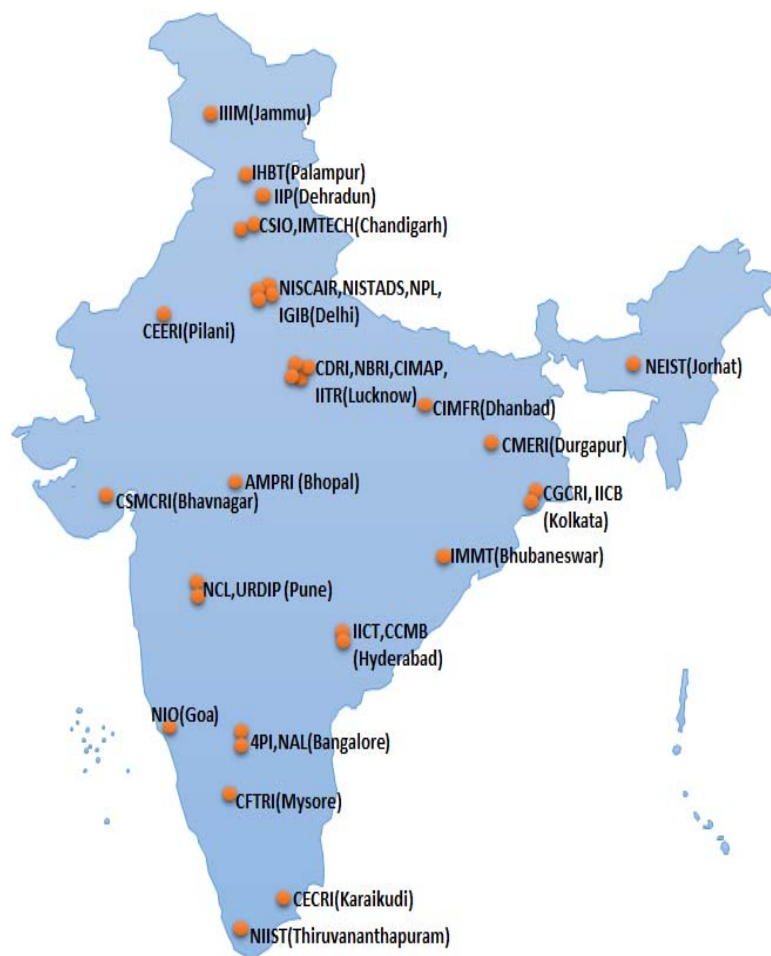 IIIM(Jammu)
IHBT(Palampur)
IIP(Dehradun)
CSIO,IMTECH(Chandigarh)
NISCAIR,NISTADS,NPL,
IGIB(Delhi)
CEERI(Pilani)
CDRI,NBRI,CIMAP,
IITR(Lucknow)
NEIST(Jorhat)
CIMFR(Dhanbad)
CMERI(Durgapur)
AMPRI (Bhopal)
CSMCRI(Bhavnagar)
CGCRI, IICB
(Kolkata)
IMMT(Bhubaneswar)
NCL,URDIP (Pune)
IICT,CCMB
(Hyderabad)
NIO(Goa)
4PI,NAL(Bangalore)
CFTRI(Mysore)
CECRI(Karaikudi)
NIIST(Thiruvananthapuram)